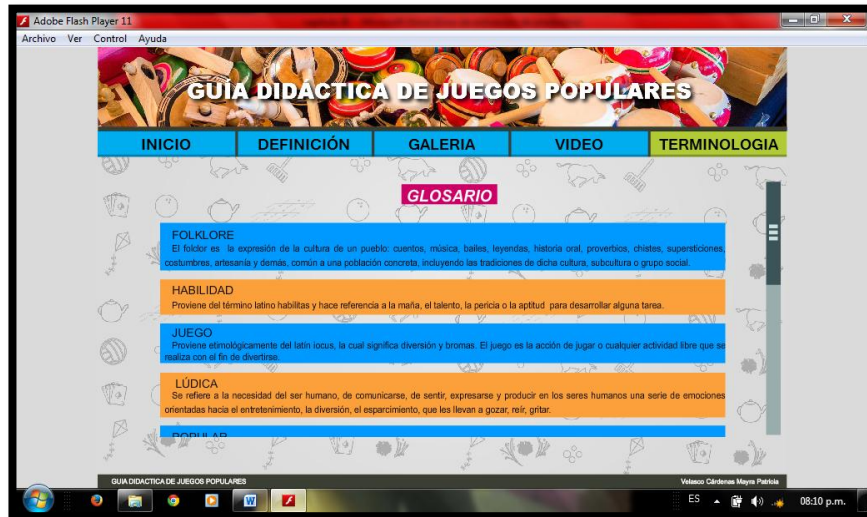 Adobe Flash Player 11
Archivo Ver Control Ayuda
GUÍA DIDÁCTICA DE JUEGOS POPULARES
INICIO DEFINICIÓN GALERIA VIDEO TERMINOLOGIA
GLOSARIO
FOLKLORE
El folclor es la expresión de la cultura de un pueblo: cuentos, música, bailes, leyendas, historia oral, proverbios, chistes, supersticiones,
costumbres, artesanía y demás, común a una población concreta, incluyendo las tradiciones de dicha cultura, subcultura o grupo social.
HABILIDAD
Proviene del término latino habilitas y hace referencia a la maña, el talento, la pericia o la aptitud para desarrollar alguna tarea.
JUEGO
Proviene etimológicamente del latín iocus, la cual significa diversión y bromas. El juego es la acción de jugar o cualquier actividad libre que se
realiza con el fin de divertirse.
LÚDICA
Se refiere a la necesidad del ser humano, de comunicarse, de sentir, expresarse y producir en los seres humanos una serie de emociones
orientadas hacia el entretenimiento, la diversión, el esparcimiento, que les llevan a gozar, reír, gritar.
POPULAR
GUIA DIDACTICA DE JUEGOS POPULARES
Velasco Cárdenas Mayra Patricia
ES 08:10 p.m.